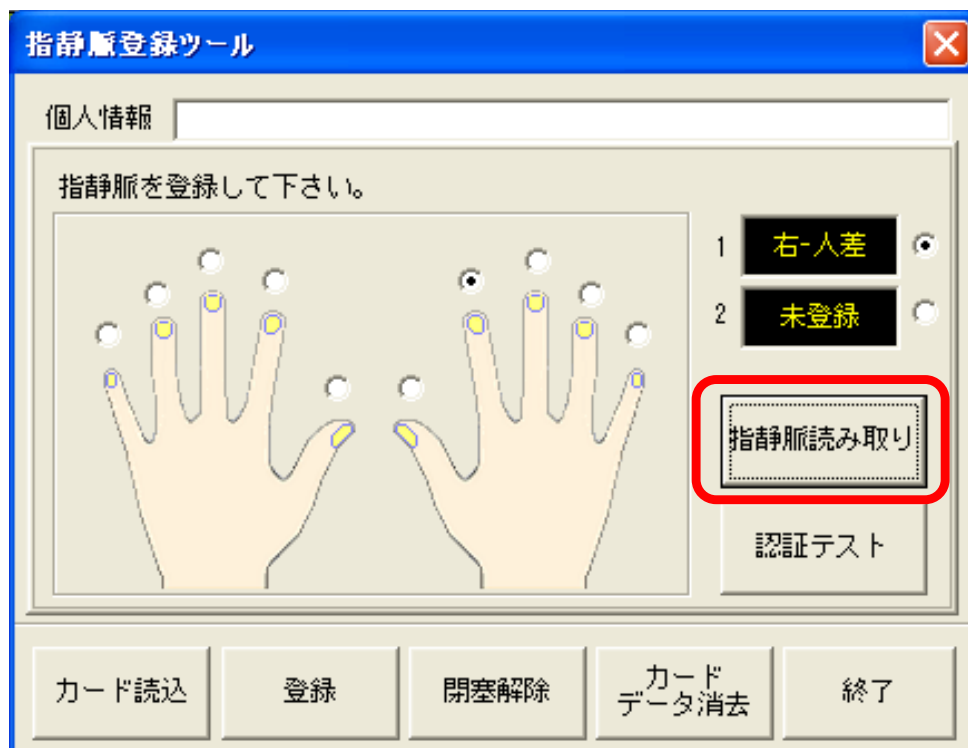 指静脈登録ツール
個人情報
指静脈を登録して下さい。
1 右-人差
2 未登録
指静脈読み取り
認証テスト
カード読込
登録
閉塞解除
カード
データ消去
終了